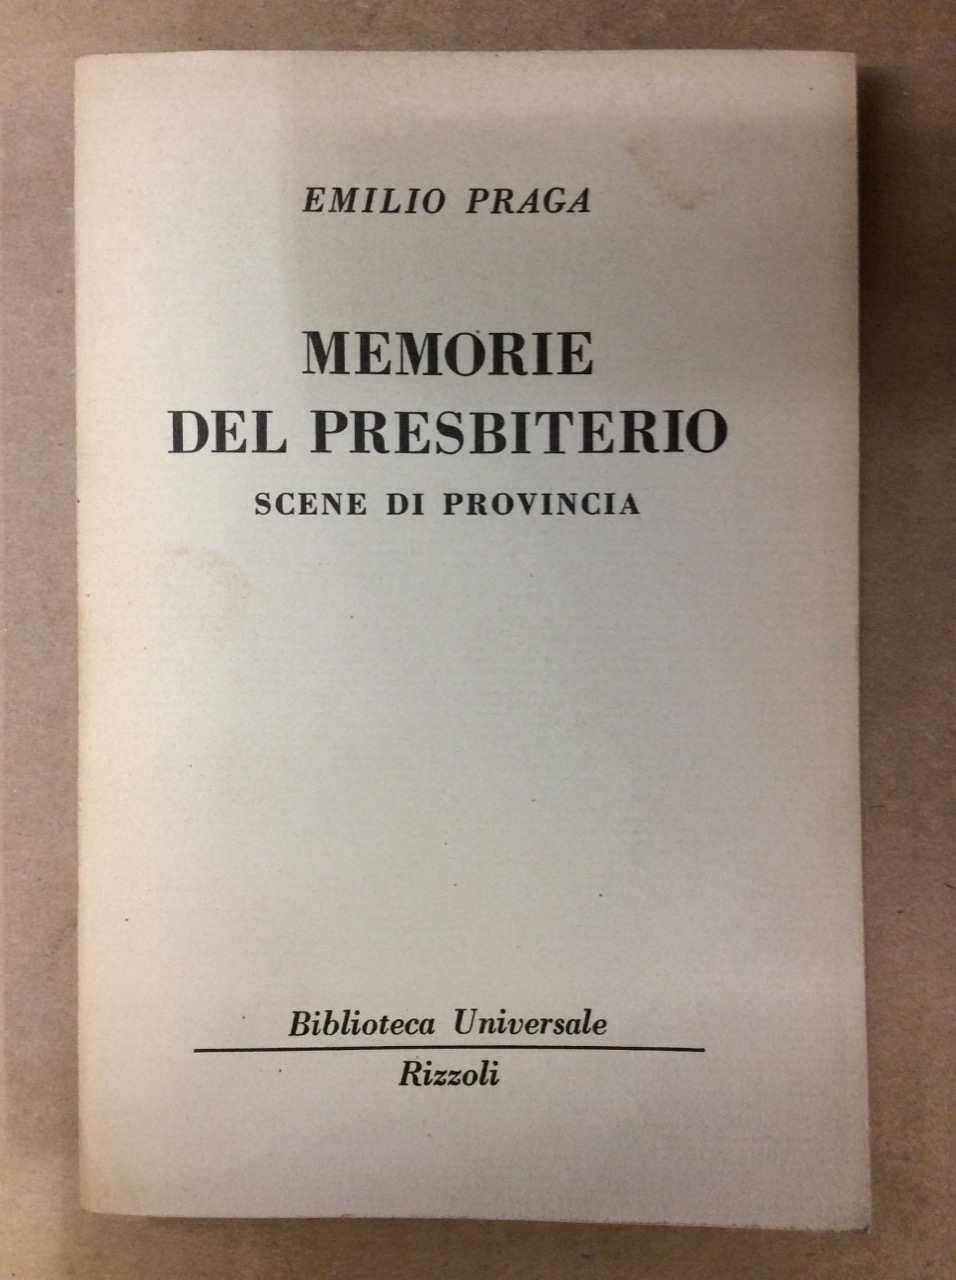 EMILIO PRAGA
MEMORIE
DEL PRESBITERIO
SCENE DI PROVINCIA
Biblioteca Universale
Rizzoli